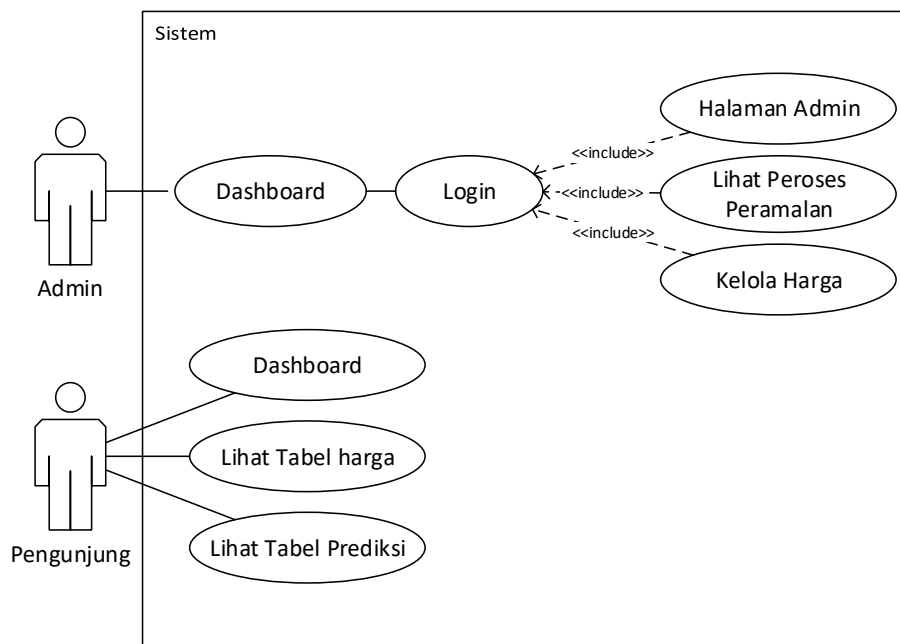 Sistem
Halaman Admin
<<include>>
Dashboard
Login
<<include>>
Lihat Peroses
Peramalan
<<include>>
Kelola Harga
Admin
Dashboard
Lihat Tabel harga
Lihat Tabel Prediksi
Pengunjung